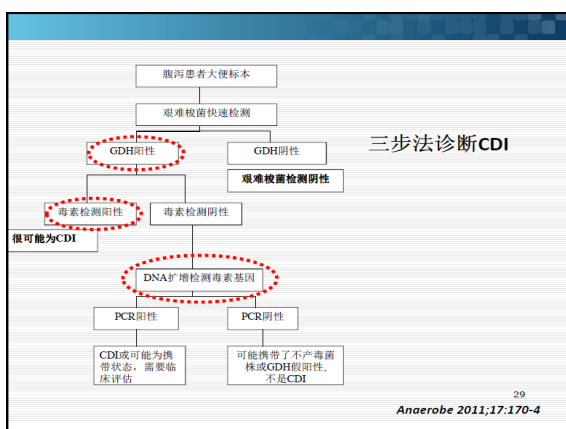 腹泻患者大便标本
艰难梭菌快速检测
GDH阳性
GDH阴性
三步法诊断CDI
艰难梭菌检测阴性
毒素检测阳性
毒素检测阴性
很可能为CDI
DNA扩增检测毒素基因
PCR阳性
PCR阴性
CDI或可能为携
带状态，需要临
床评估
可能携带了不产毒菌
株或GDH假阳性,
不是CDI
29
Anaerobe 2011;17:170-4